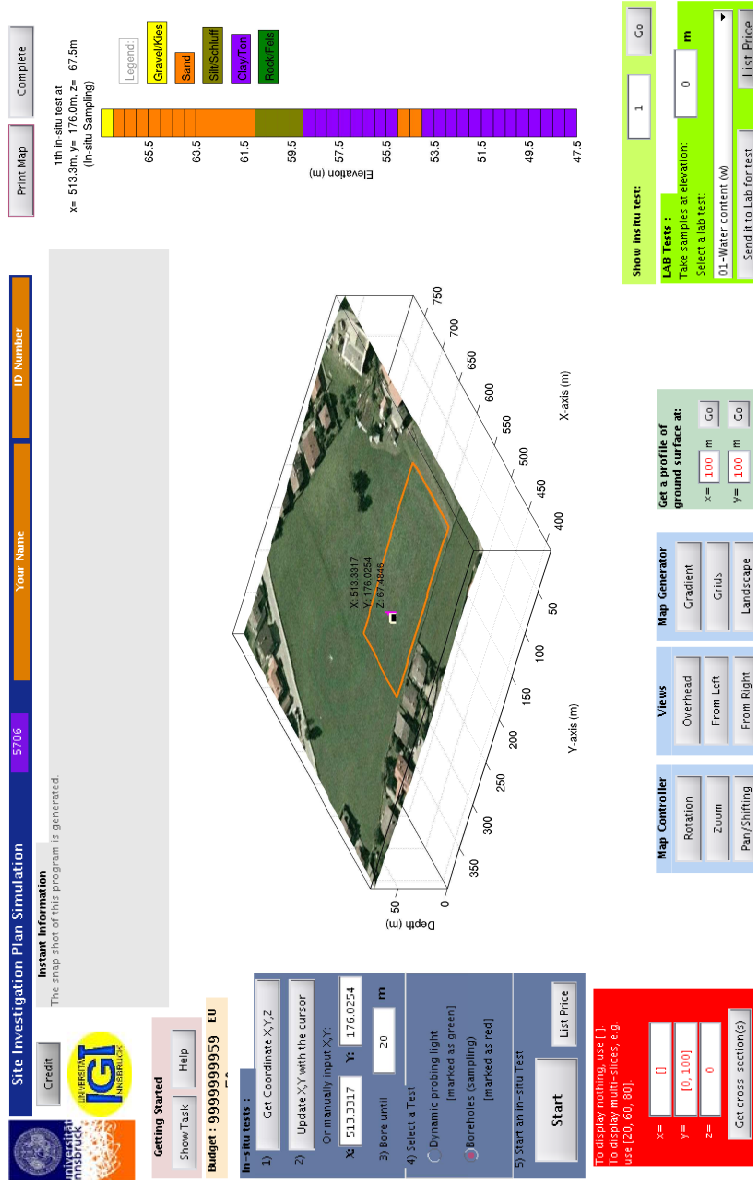 Site Investigation Plan Simulation
5706
Your Name
ID Number
Print Map
Complete
universität
innsbruck
UNIVERSITÄT
IGT
INNSBRUCK
Credit
Instant Information
The snap shot of this program is generated.
Getting Started
Show Task
Help
Budget : 9999999959 EU
In-situ tests :
1)
Get Coordinate X,Y,Z
2)
Update X,Y with the cursor
Or manually input X,Y:
X:
513.3317
Y:
176.0254
3) Bore until
20
m
4) Select a Test
Dynamic probing light
[marked as green]
Boreholes (sampling)
[marked as red]
5) Start an in-situ Test
Start
List Price
To display nothing, use [ ].
To display multi-slices, e.g.
use [20, 60, 80].
x=
[]
y=
[0, 100]
z=
0
Get cross section(s)
Depth (m)
50
0
X: 513.3317
Y: 176.0254
Z: 67.4846
350
300
250
200
150
100
50
Y-axis (m)
400
450
500
550
600
650
700
750
X-axis (m)
Map Controller
Rotation
Zoom
Pan/Shifting
Views
Overhead
From Left
From Right
Map Generator
Gradient
Grids
Landscape
Get a profile of
ground surface at:
x=
100
m
Go
y=
100
m
Go
1th in-situ test at
x= 513.3m, y= 176.0m, z= 67.5m
(In-situ Sampling)
Legend:
Gravel/Kies
Sand
Silt/Schluff
Clay/Ton
Rock/Fels
65.5
60.5
61.5
59.5
57.5
55.5
53.5
51.5
49.5
47.5
Elevation (m)
Show insitu test:
1
Go
LAB Tests :
Take samples at elevation:
0
m
Select a lab test:
01-Water content (w)
Send it to Lab for test
List Price